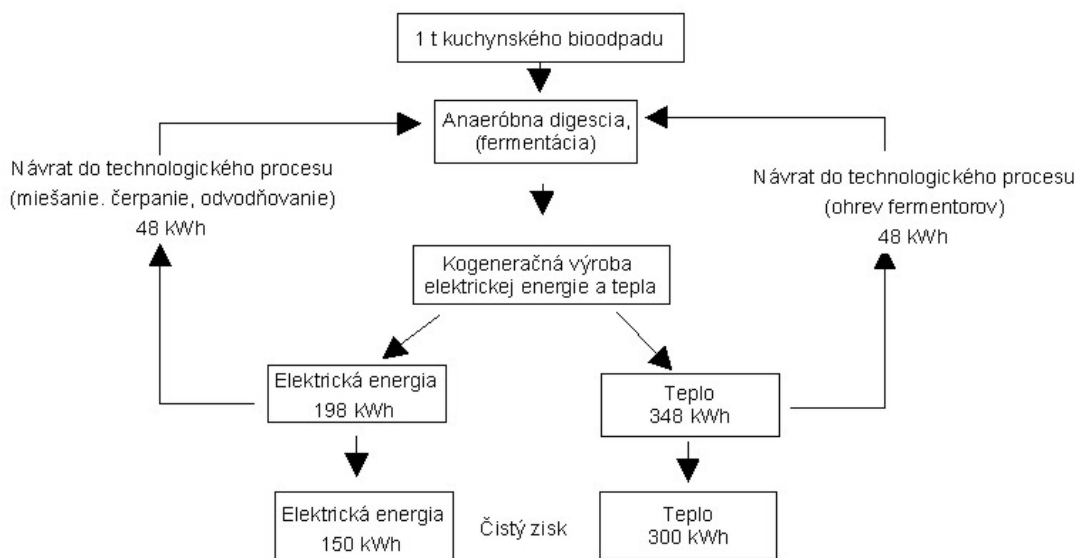 1 t kuchynského bioodpadu
Anaeróbna digescia,
(fermentácia)
Návrat do technologického procesu
(miešanie. čerpanie, odvodňovanie)
48 kWh
Návrat do technologického procesu
(ohrev fermentorov)
48 kWh
Kogeneračná výroba
elektrickej energie a tepla
Elektrická energia
198 kWh
Teplo
348 kWh
Elektrická energia
150 kWh
Čistý zisk
Teplo
300 kWh